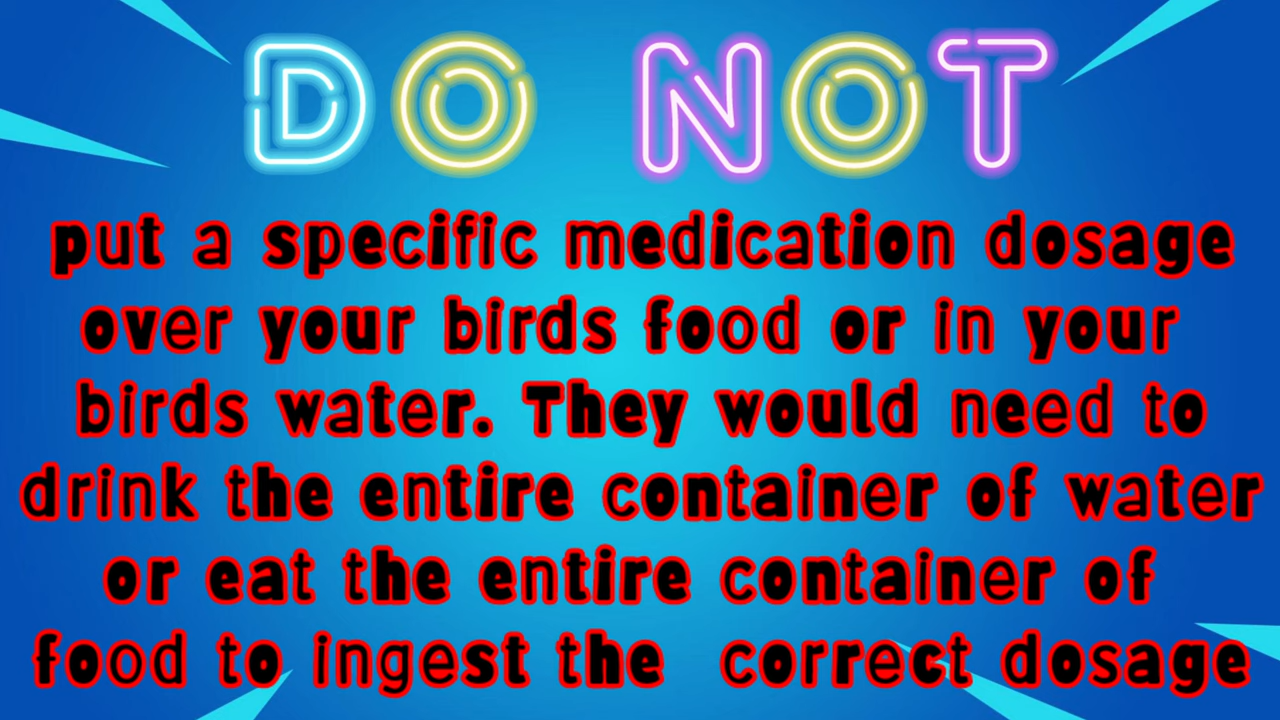 DO NOT
put a specific medication dosage
over your birds food or in your
birds water. They would need to
drink the entire container of water
or eat the entire container of
food to ingest the correct dosage